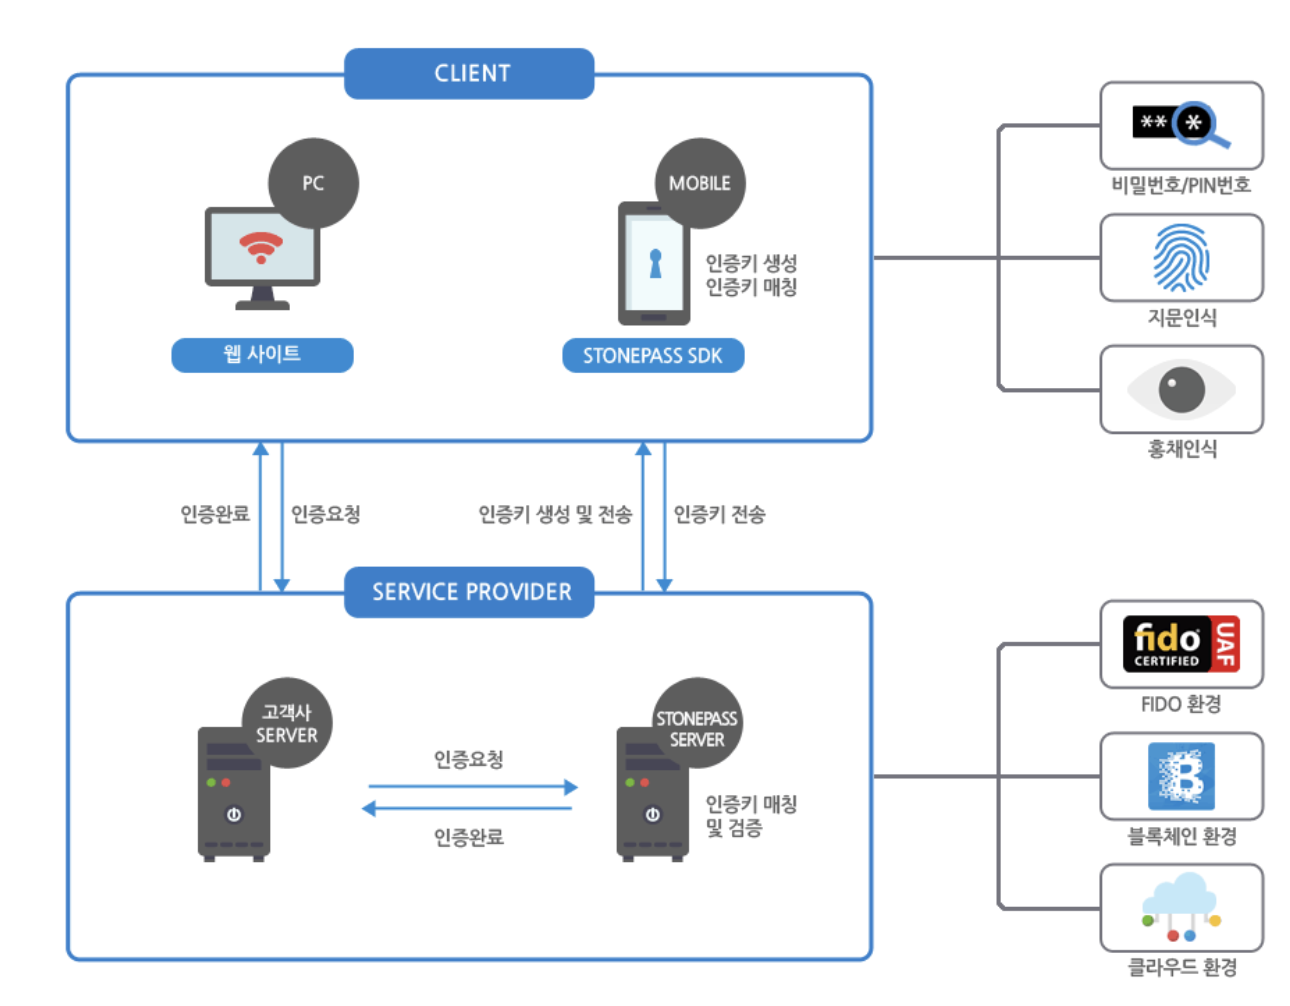 CLIENT
PC
웹 사이트
MOBILE
인증키 생성
인증키 매칭
STONEPASS SDK
** *
비밀번호/PIN번호
지문인식
홍채인식
인증완료
인증요청
인증키 생성 및 전송
인증키 전송
SERVICE PROVIDER
고객사
SERVER
인증요청
인증완료
STONEPASS
SERVER
인증키 매칭
및 검증
fido
CERTIFIED
UAF
FIDO 환경
B
블록체인 환경
클라우드 환경